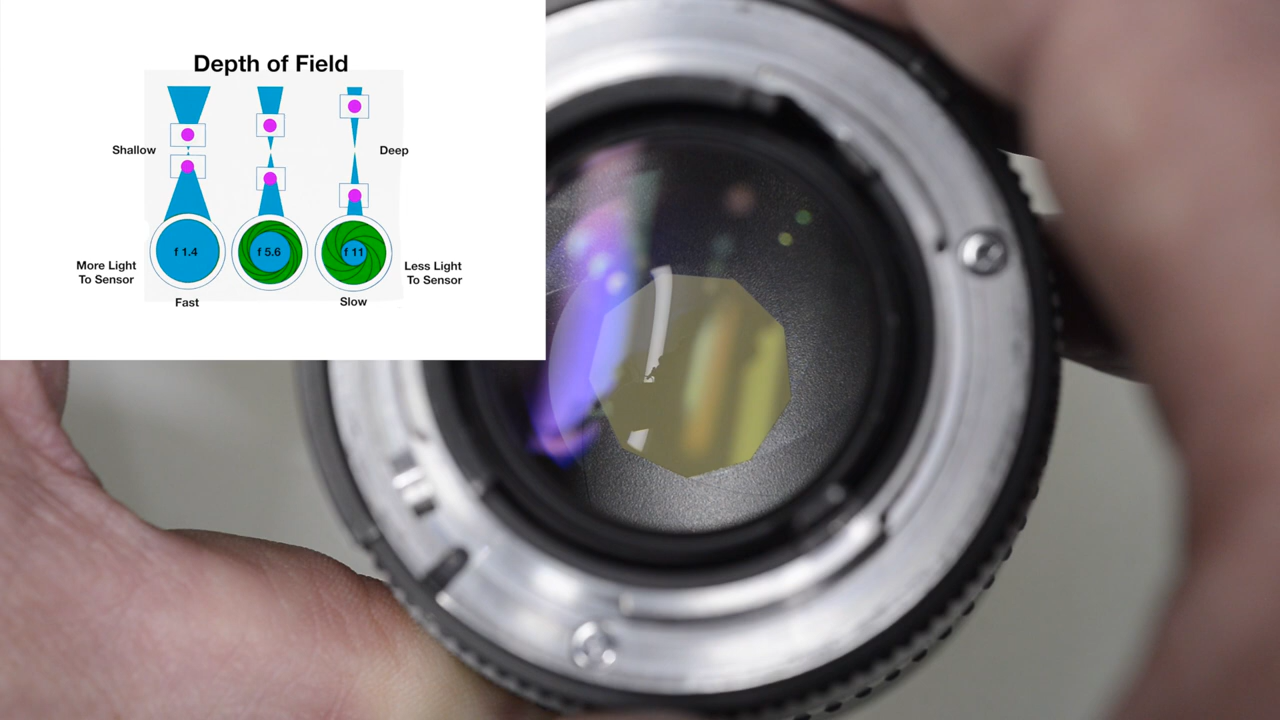 Depth of Field
Shallow
Deep
f 1.4
f 5.6
f 11
More Light
To Sensor
Less Light
To Sensor
Fast
Slow